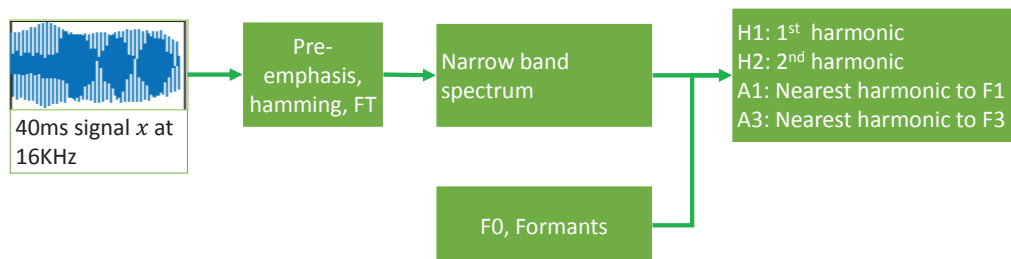 40ms signal 𝑥 at
16KHz
Pre-
emphasis,
hamming, FT
Narrow band
spectrum
F0, Formants
H1: 1st harmonic
H2: 2nd harmonic
A1: Nearest harmonic to F1
A3: Nearest harmonic to F3